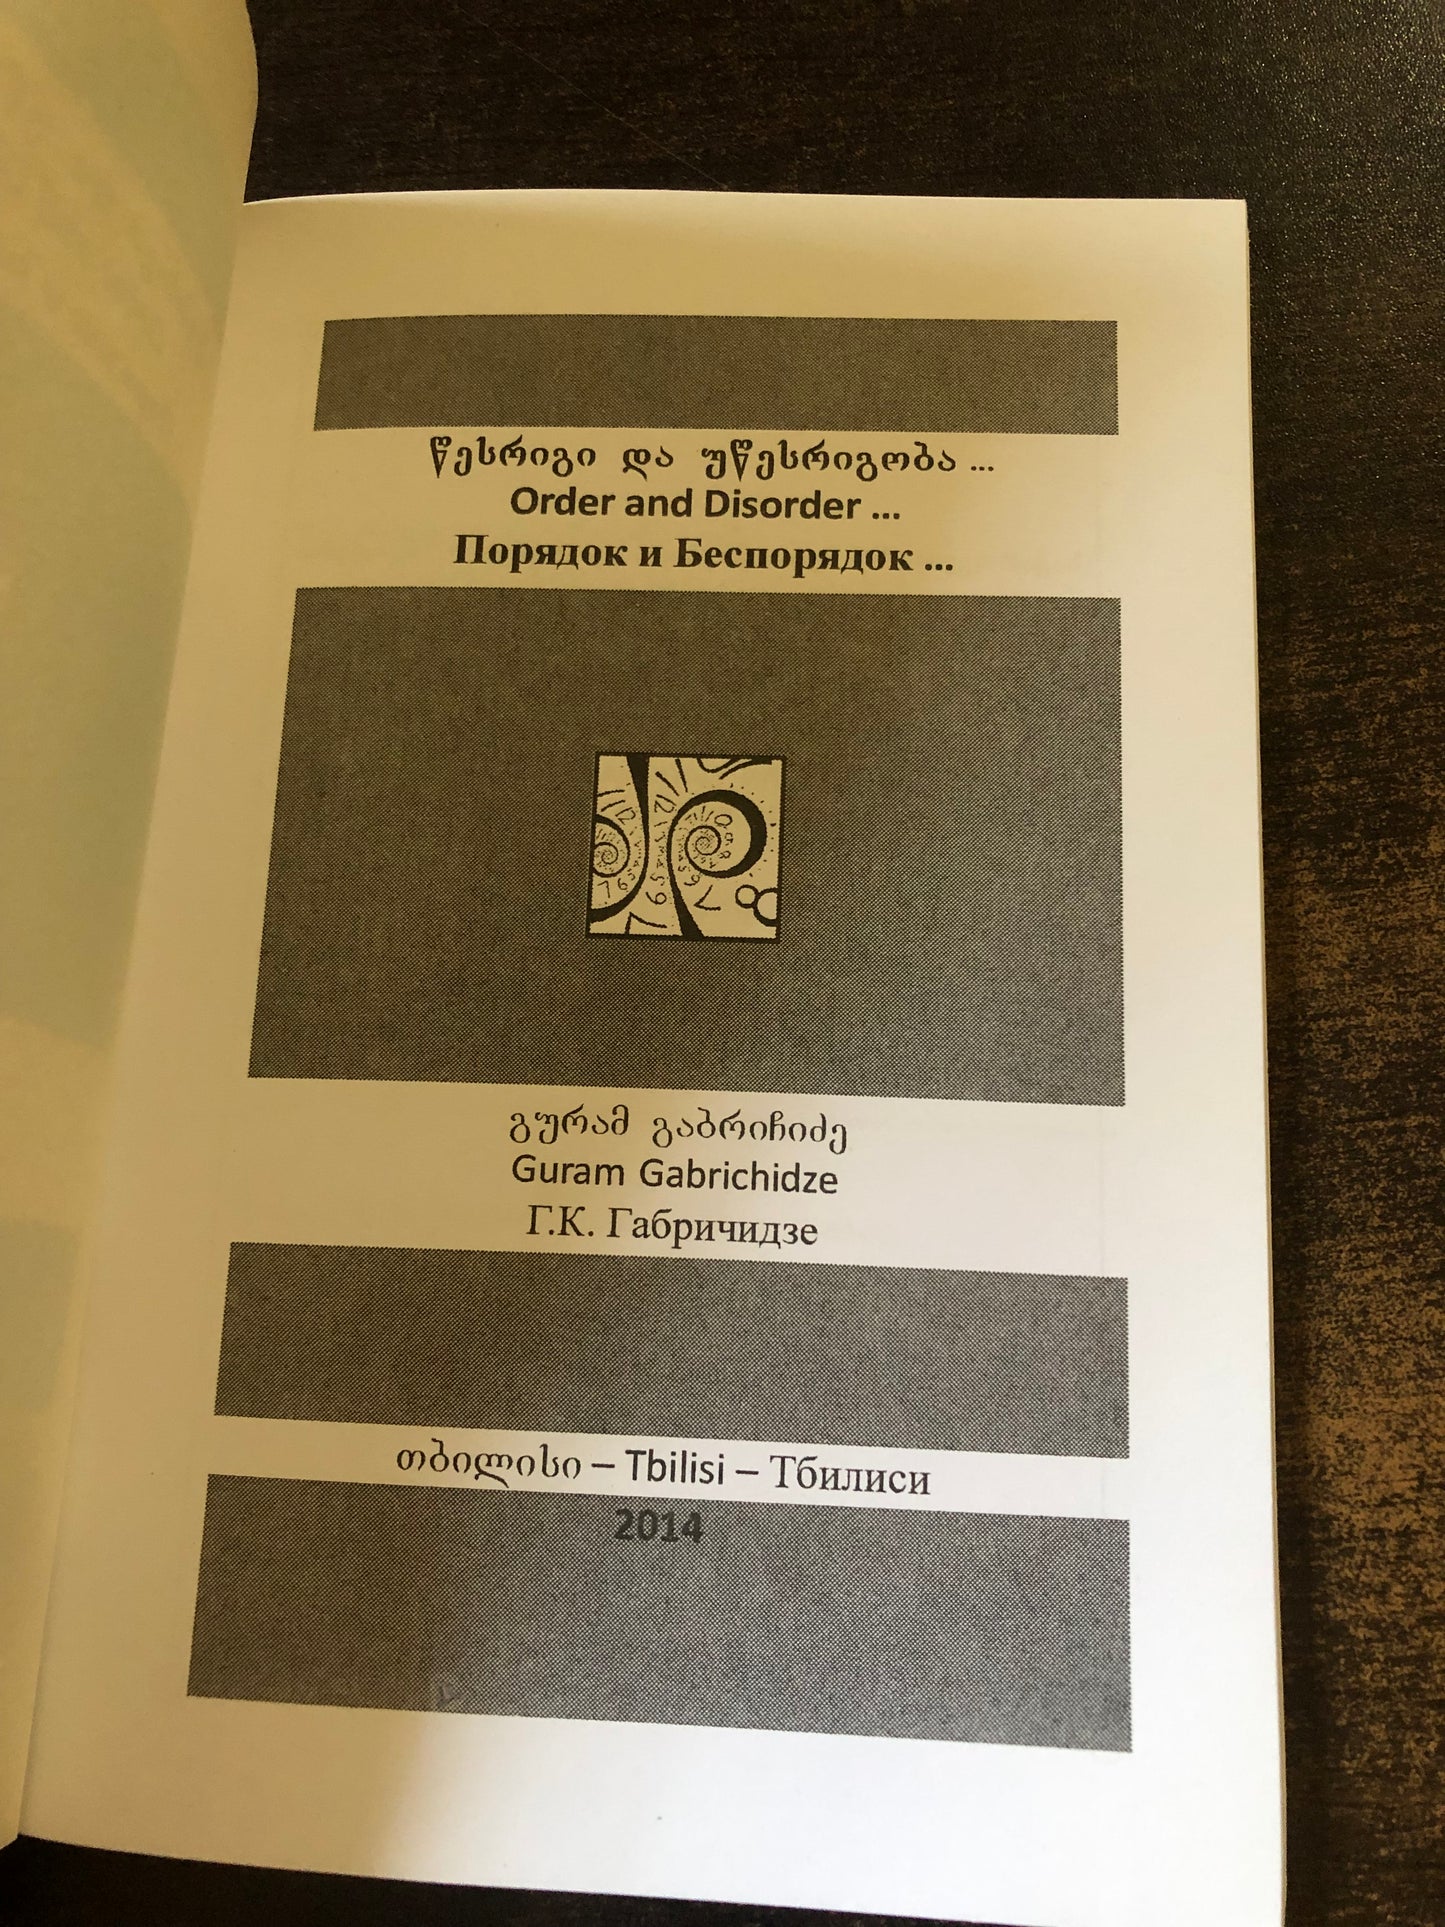 წესრიგი და უწესრიგობა ...
Order and Disorder ...
Порядок и Беспорядок ...
გურამ გაბრიჩიძე
Guram Gabrichidze
Г.К. Габричидзе
თბილისი – Tbilisi – Тбилиси
2014